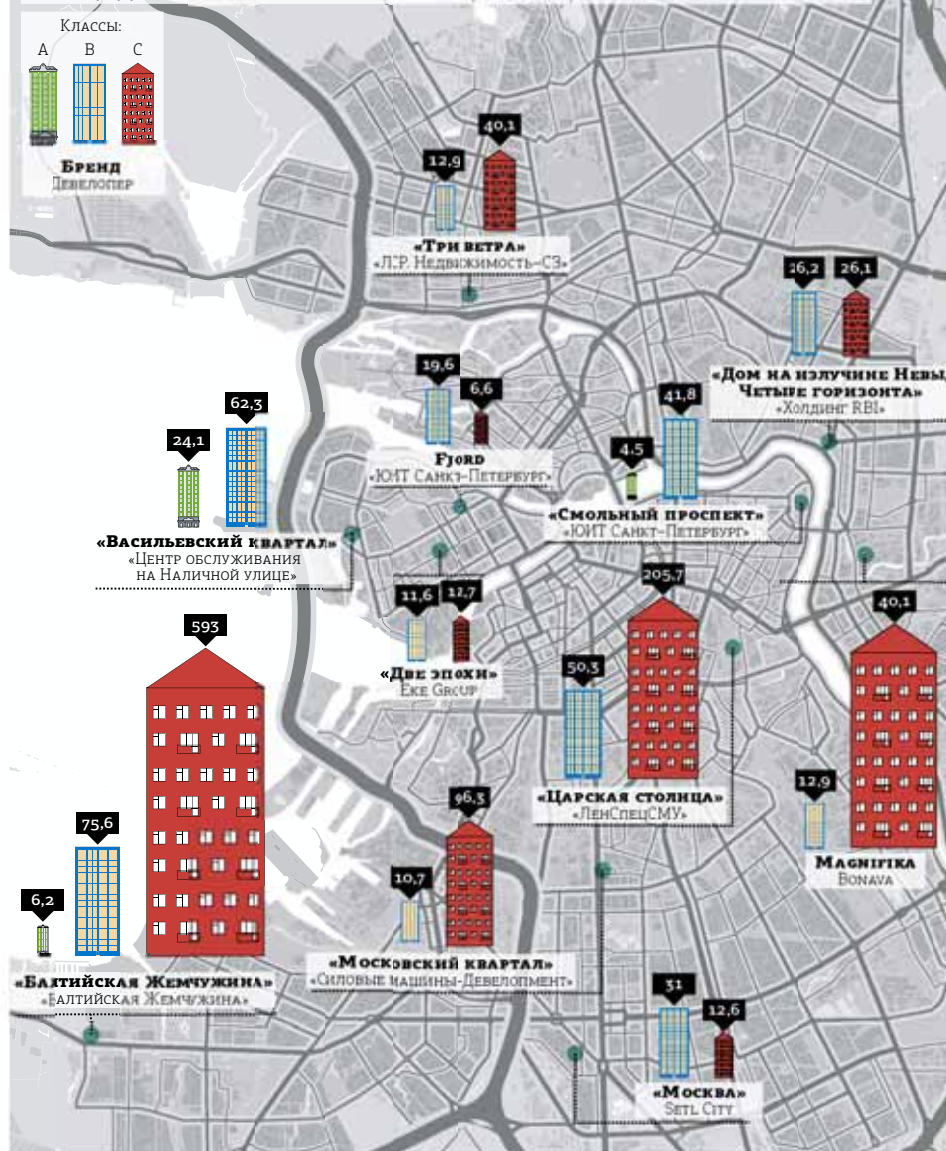 Классы:
A B C
Бренд
Девелопер
40,1
12,9
«Три ветра»
«ЛСР. Недвижимость–СЗ»
26,1
«Дом на излучине Невы,
Четыре горизонта»
«Холдинг RBI»
19,6
6,6
Fjord
«ЮИТ Санкт–Петербург»
41,8
4,5
«Смольный проспект»
«ЮИТ Санкт–Петербург»
62,3
24,1
«Васильевский квартал»
«Центр обслуживания
на Наличной улице»
11,6
12,7
«Две эпохи»
Eke Group
205,7
50,3
«Царская столица»
«ЛенСпецСМУ»
40,1
12,9
Magnifika
Bonava
593
75,6
6,2
«Балтийская Жемчужина»
«Балтийская Жемчужина»
96,3
10,7
«Московский квартал»
«Силовые машины-Девелопмент»
31
12,6
«Москва»
Setl City